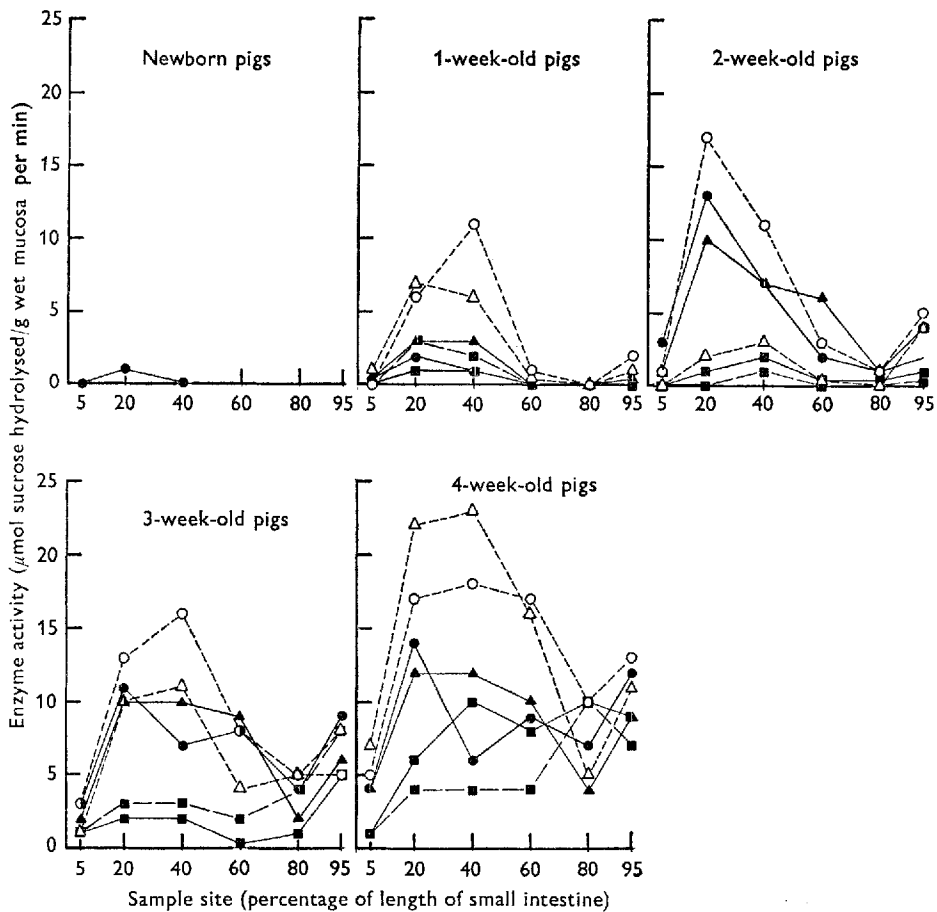 Enzyme activity (μmol sucrose hydrolysed/g wet mucosa per min)
25
20
15
10
5
0
Newborn pigs
5 20 40 60 80 95
1-week-old pigs
5 20 40 60 80 95
2-week-old pigs
5 20 40 60 80 95
25
20
15
10
5
0
3-week-old pigs
5 20 40 60 80 95
4-week-old pigs
5 20 40 60 80 95
Sample site (percentage of length of small intestine)